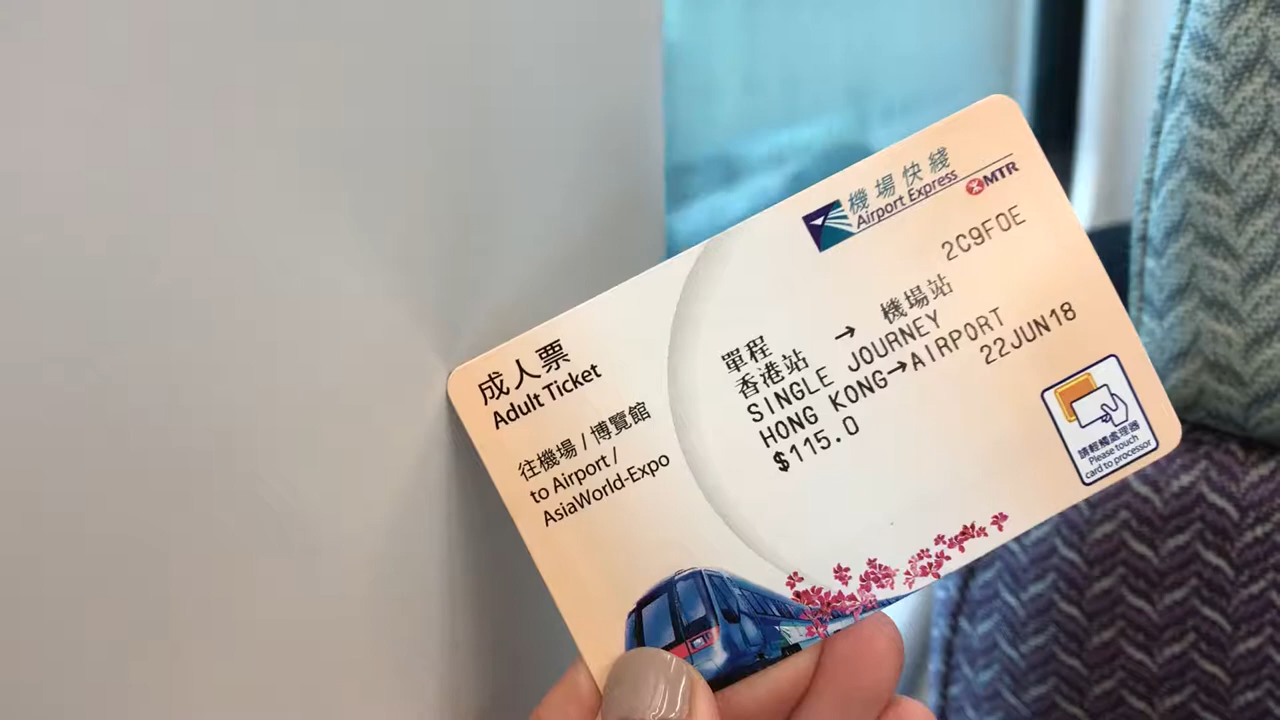 機場快綫
Airport Express
MTR
2C9F0E
單程
香港站 → 機場站
SINGLE JOURNEY
HONG KONG→AIRPORT
$115.0
22JUN18
成人票
Adult Ticket
往機場 / 博覽館
to Airport /
AsiaWorld-Expo
請輕觸處理器
Please touch
card to processor